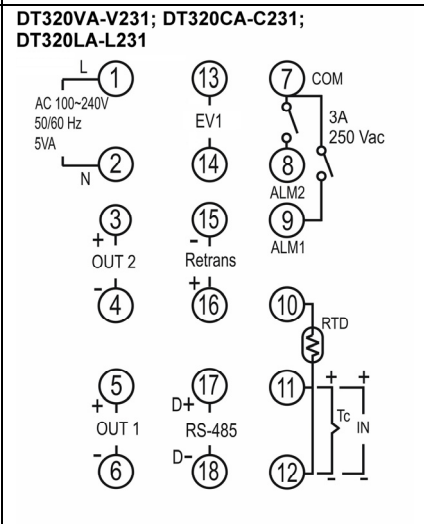 DT320VA-V231; DT320CA-C231;
DT320LA-L231
L
1
AC 100~240V
50/60 Hz
5VA
N
2
3
+
OUT 2
-
4
5
+
OUT 1
-
6
13
EV1
14
15
-
Retrans
+
16
17
D+
RS-485
D-
18
7
COM
3A
250 Vac
8
ALM2
9
ALM1
10
RTD
11
+ +
Tc
IN
- -
12